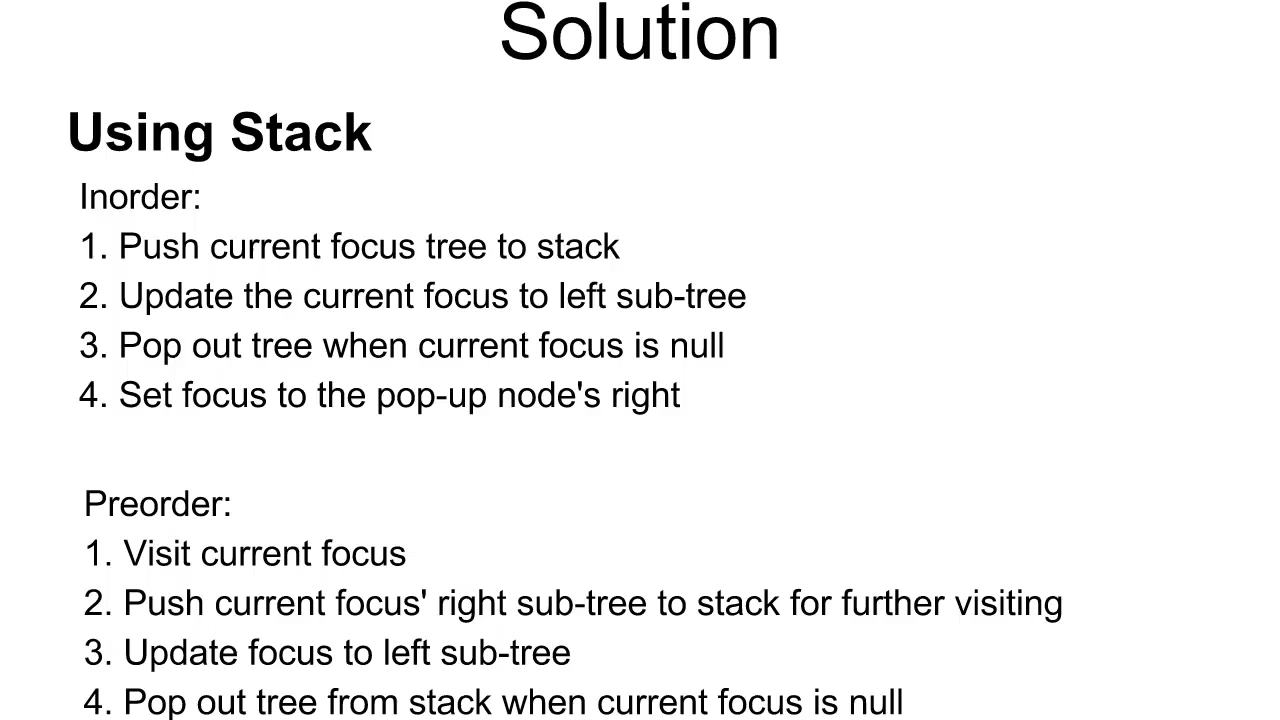 Solution
Using Stack
Inorder:
1. Push current focus tree to stack
2. Update the current focus to left sub-tree
3. Pop out tree when current focus is null
4. Set focus to the pop-up node's right
Preorder:
1. Visit current focus
2. Push current focus' right sub-tree to stack for further visiting
3. Update focus to left sub-tree
4. Pop out tree from stack when current focus is null